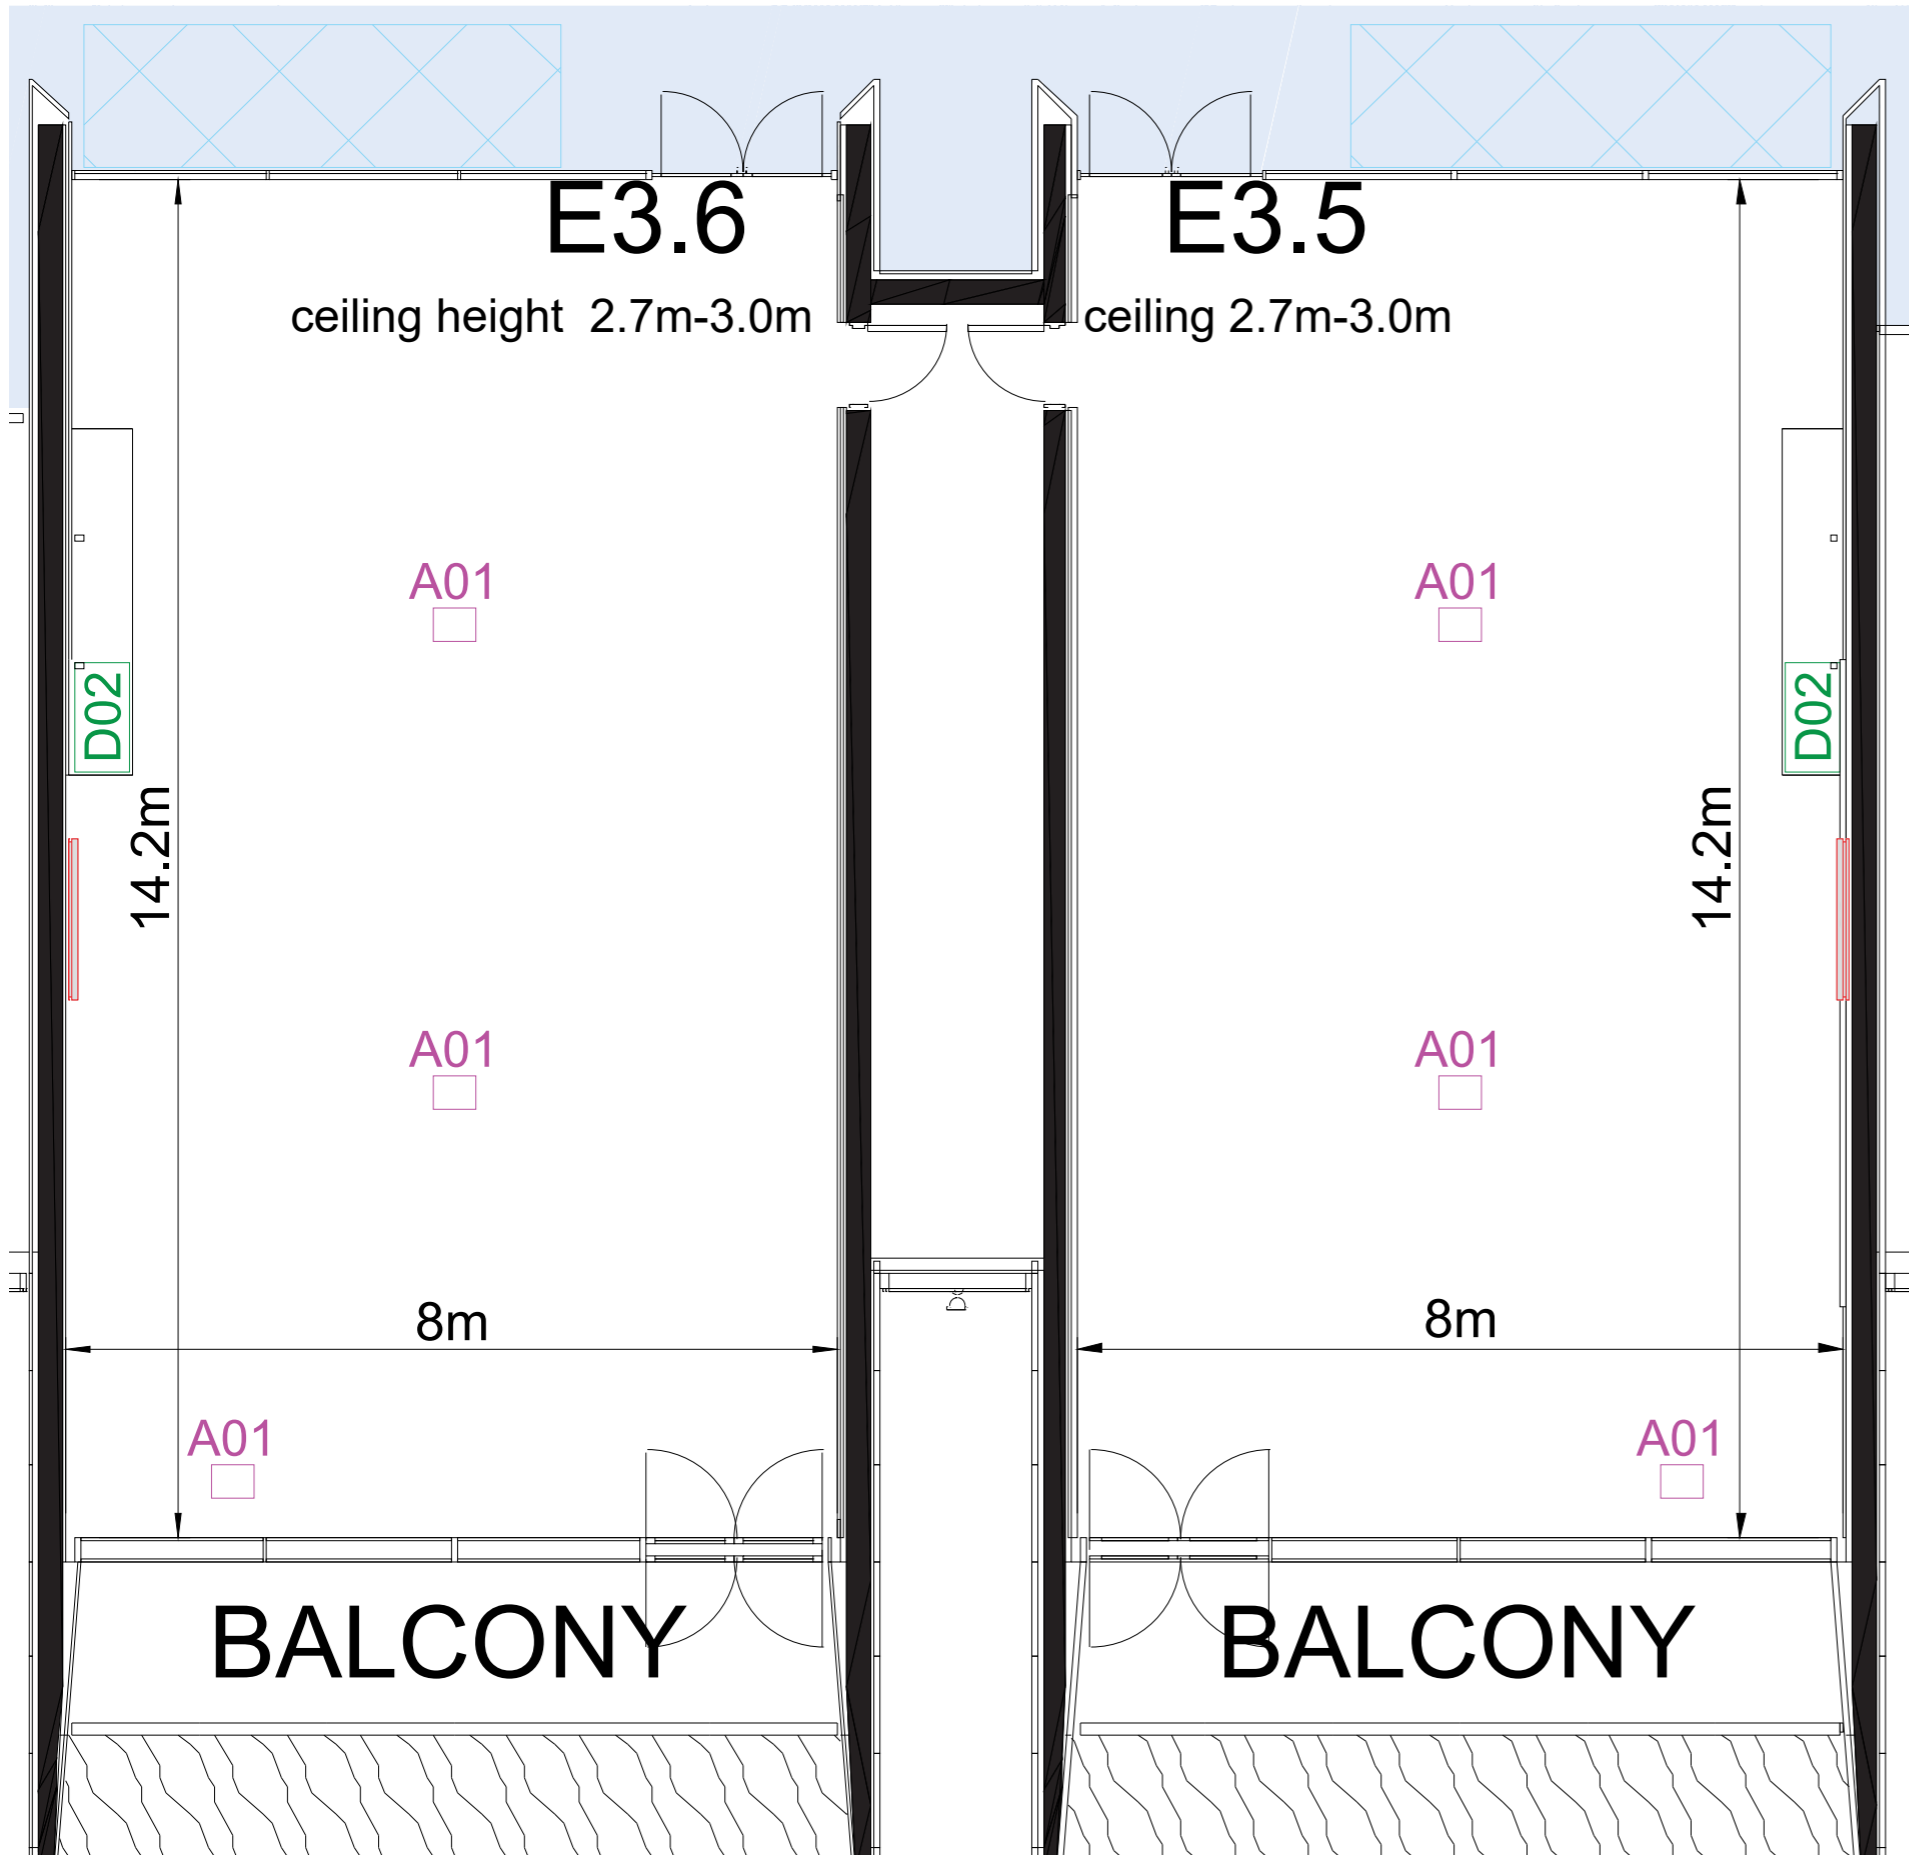 E3.6
E3.5
ceiling height 2.7m-3.0m
ceiling 2.7m-3.0m
A01
A01
D02
D02
14.2m
14.2m
A01
A01
8m
8m
A01
A01
BALCONY
BALCONY